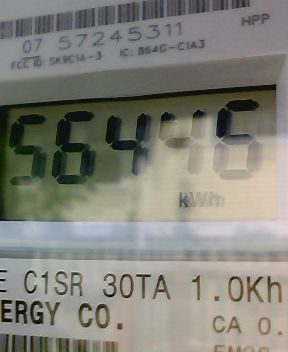 HPP
07 57245311
FCC ID: SK9C1A-3 IC: 864G-C1A3
56446
kWh
E C1SR 30TA 1.0Kh
ERGY CO.
CA 0.